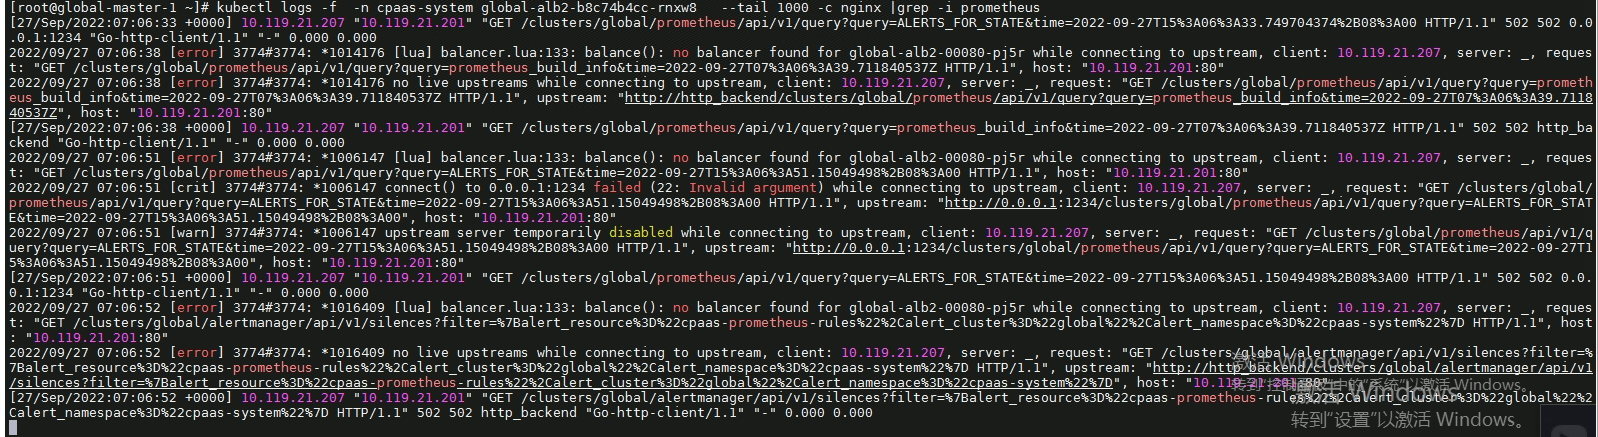 [root@global-master-1 ~]# kubectl logs -f  -n cpaas-system global-alb2-b8c74b4cc-rnxw8   --tail 1000 -c nginx |grep -i prometheus
[27/Sep/2022:07:06:33 +0000] 10.119.21.207 "10.119.21.201" "GET /clusters/global/prometheus/api/v1/query?query=ALERTS_FOR_STATE&time=2022-09-27T15%3A06%3A33.749704374%2B08%3A00 HTTP/1.1" 502 502 0.0
.0.1:1234 "Go-http-client/1.1" "-" 0.000 0.000
2022/09/27 07:06:38 [error] 3774#3774: *1014176 [lua] balancer.lua:133: balance(): no balancer found for global-alb2-00080-pj5r while connecting to upstream, client: 10.119.21.207, server: _, reques
t: "GET /clusters/global/prometheus/api/v1/query?query=prometheus_build_info&time=2022-09-27T07%3A06%3A39.711840537Z HTTP/1.1", host: "10.119.21.201:80"
2022/09/27 07:06:38 [error] 3774#3774: *1014176 no live upstreams while connecting to upstream, client: 10.119.21.207, server: _, request: "GET /clusters/global/prometheus/api/v1/query?query=prometh
eus_build_info&time=2022-09-27T07%3A06%3A39.711840537Z HTTP/1.1", upstream: "http://http_backend/clusters/global/prometheus/api/v1/query?query=prometheus_build_info&time=2022-09-27T07%3A06%3A39.7118
40537Z", host: "10.119.21.201:80"
[27/Sep/2022:07:06:38 +0000] 10.119.21.207 "10.119.21.201" "GET /clusters/global/prometheus/api/v1/query?query=prometheus_build_info&time=2022-09-27T07%3A06%3A39.711840537Z HTTP/1.1" 502 502 http_ba
ckend "Go-http-client/1.1" "-" 0.000 0.000
2022/09/27 07:06:51 [error] 3774#3774: *1006147 [lua] balancer.lua:133: balance(): no balancer found for global-alb2-00080-pj5r while connecting to upstream, client: 10.119.21.207, server: _, reques
t: "GET /clusters/global/prometheus/api/v1/query?query=ALERTS_FOR_STATE&time=2022-09-27T15%3A06%3A51.15049498%2B08%3A00 HTTP/1.1", host: "10.119.21.201:80"
2022/09/27 07:06:51 [crit] 3774#3774: *1006147 connect() to 0.0.0.1:1234 failed (22: Invalid argument) while connecting to upstream, client: 10.119.21.207, server: _, request: "GET /clusters/global/
prometheus/api/v1/query?query=ALERTS_FOR_STATE&time=2022-09-27T15%3A06%3A51.15049498%2B08%3A00 HTTP/1.1", upstream: "http://0.0.0.1:1234/clusters/global/prometheus/api/v1/query?query=ALERTS_FOR_STAT
E&time=2022-09-27T15%3A06%3A51.15049498%2B08%3A00", host: "10.119.21.201:80"
2022/09/27 07:06:51 [warn] 3774#3774: *1006147 upstream server temporarily disabled while connecting to upstream, client: 10.119.21.207, server: _, request: "GET /clusters/global/prometheus/api/v1/q
uery?query=ALERTS_FOR_STATE&time=2022-09-27T15%3A06%3A51.15049498%2B08%3A00 HTTP/1.1", upstream: "http://0.0.0.1:1234/clusters/global/prometheus/api/v1/query?query=ALERTS_FOR_STATE&time=2022-09-27T1
5%3A06%3A51.15049498%2B08%3A00", host: "10.119.21.201:80"
[27/Sep/2022:07:06:51 +0000] 10.119.21.207 "10.119.21.201" "GET /clusters/global/prometheus/api/v1/query?query=ALERTS_FOR_STATE&time=2022-09-27T15%3A06%3A51.15049498%2B08%3A00 HTTP/1.1" 502 502 0.0.
0.1:1234 "Go-http-client/1.1" "-" 0.000 0.000
2022/09/27 07:06:52 [error] 3774#3774: *1016409 [lua] balancer.lua:133: balance(): no balancer found for global-alb2-00080-pj5r while connecting to upstream, client: 10.119.21.207, server: _, reques
t: "GET /clusters/global/alertmanager/api/v1/silences?filter=%7Balert_resource%3D%22cpaas-prometheus-rules%22%2Calert_cluster%3D%22global%22%2Calert_namespace%3D%22cpaas-system%22%7D HTTP/1.1", host
: "10.119.21.201:80"
2022/09/27 07:06:52 [error] 3774#3774: *1016409 no live upstreams while connecting to upstream, client: 10.119.21.207, server: _, request: "GET /clusters/global/alertmanager/api/v1/silences?filter=%
7Balert_resource%3D%22cpaas-prometheus-rules%22%2Calert_cluster%3D%22global%22%2Calert_namespace%3D%22cpaas-system%22%7D HTTP/1.1", upstream: "http://http_backend/clusters/global/alertmanager/api/v1
/silences?filter=%7Balert_resource%3D%22cpaas-prometheus-rules%22%2Calert_cluster%3D%22global%22%2Calert_namespace%3D%22cpaas-system%22%7D", host: "10.119.21.201:80"
[27/Sep/2022:07:06:52 +0000] 10.119.21.207 "10.119.21.201" "GET /clusters/global/alertmanager/api/v1/silences?filter=%7Balert_resource%3D%22cpaas-prometheus-rules%22%2Calert_cluster%3D%22global%22%2
Calert_namespace%3D%22cpaas-system%22%7D HTTP/1.1" 502 502 http_backend "Go-http-client/1.1" "-" 0.000 0.000
激活 Windows
转到"控制面板"中的"系统"以激活 Windows。
激活 Windows
转到"设置"以激活 Windows。